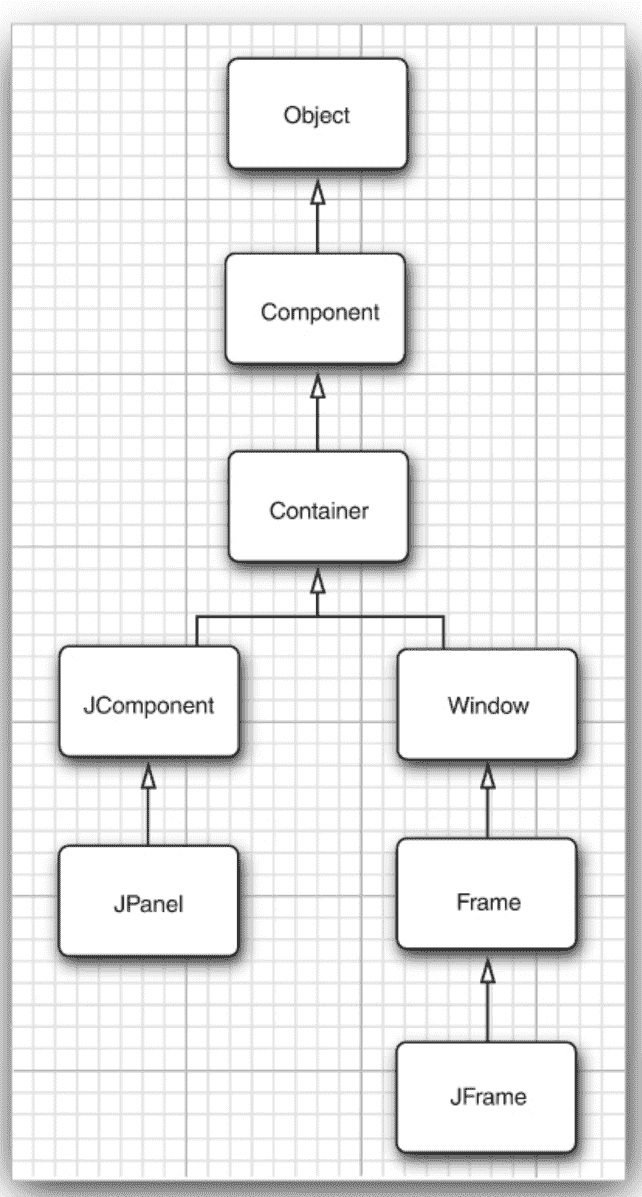 Object
Component
Container
JComponent
Window
JPanel
Frame
JFrame